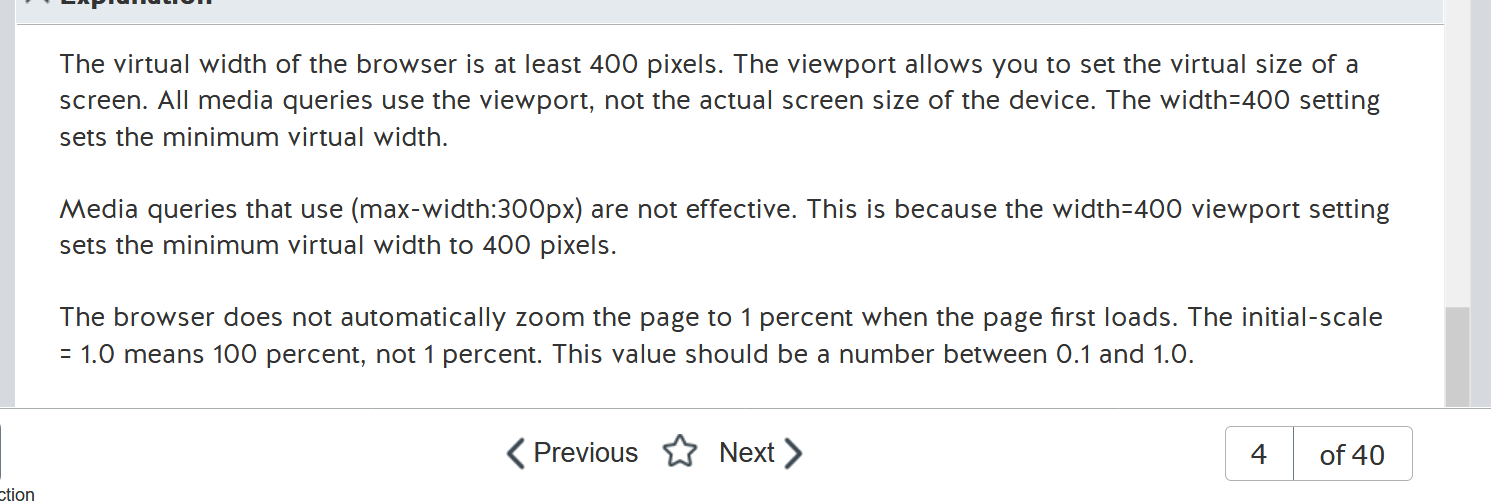 Explanation
The virtual width of the browser is at least 400 pixels. The viewport allows you to set the virtual size of a
screen. All media queries use the viewport, not the actual screen size of the device. The width=400 setting
sets the minimum virtual width.
Media queries that use (max-width:300px) are not effective. This is because the width=400 viewport setting
sets the minimum virtual width to 400 pixels.
The browser does not automatically zoom the page to 1 percent when the page first loads. The initial-scale
= 1.0 means 100 percent, not 1 percent. This value should be a number between 0.1 and 1.0.
Previous Next 4 of 40
ction